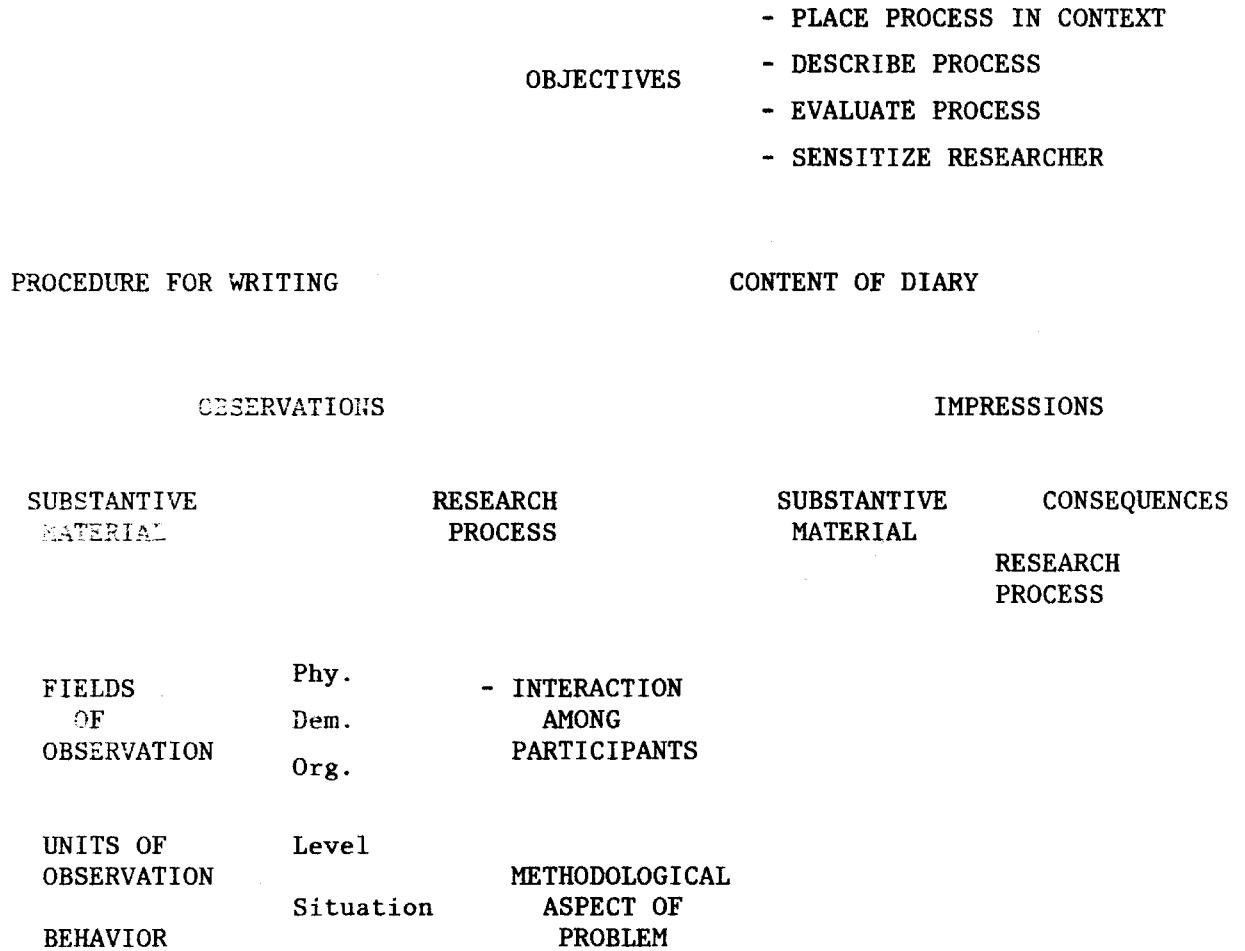 - PLACE PROCESS IN CONTEXT
OBJECTIVES
- DESCRIBE PROCESS
- EVALUATE PROCESS
- SENSITIZE RESEARCHER
PROCEDURE FOR WRITING
CONTENT OF DIARY
OBSERVATIONS
IMPRESSIONS
SUBSTANTIVE
MATERIAL
RESEARCH
PROCESS
SUBSTANTIVE
MATERIAL
CONSEQUENCES
RESEARCH
PROCESS
FIELDS
OF
OBSERVATION
Phy.
Dem.
Org.
- INTERACTION
AMONG
PARTICIPANTS
UNITS OF
OBSERVATION
BEHAVIOR
Level
Situation
METHODOLOGICAL
ASPECT OF
PROBLEM